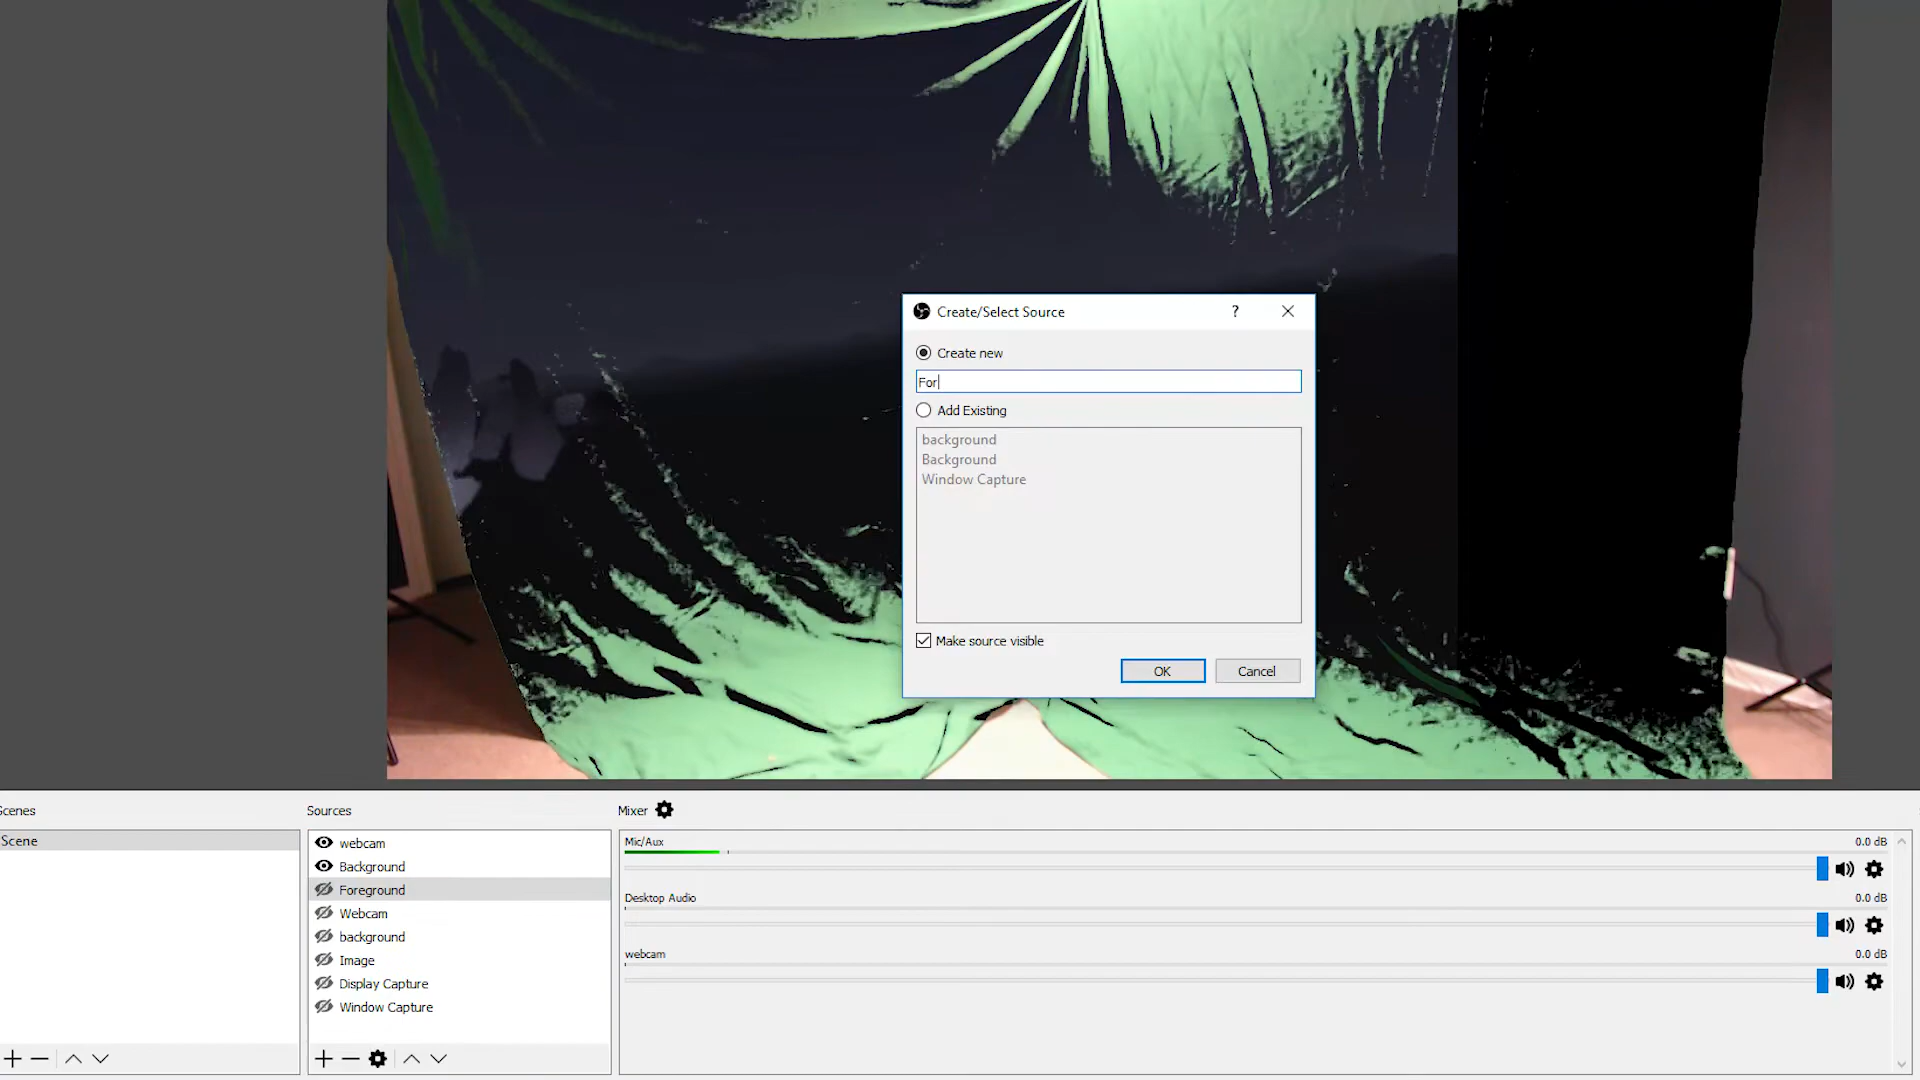 Create/Select Source
?
Create new
For
Add Existing
background
Background
Window Capture
Make source visible
OK
Cancel
Scenes
Scene
Sources
webcam
Background
Foreground
Webcam
background
Image
Display Capture
Window Capture
Mixer
Mic/Aux
0.0 dB
Desktop Audio
0.0 dB
webcam
0.0 dB